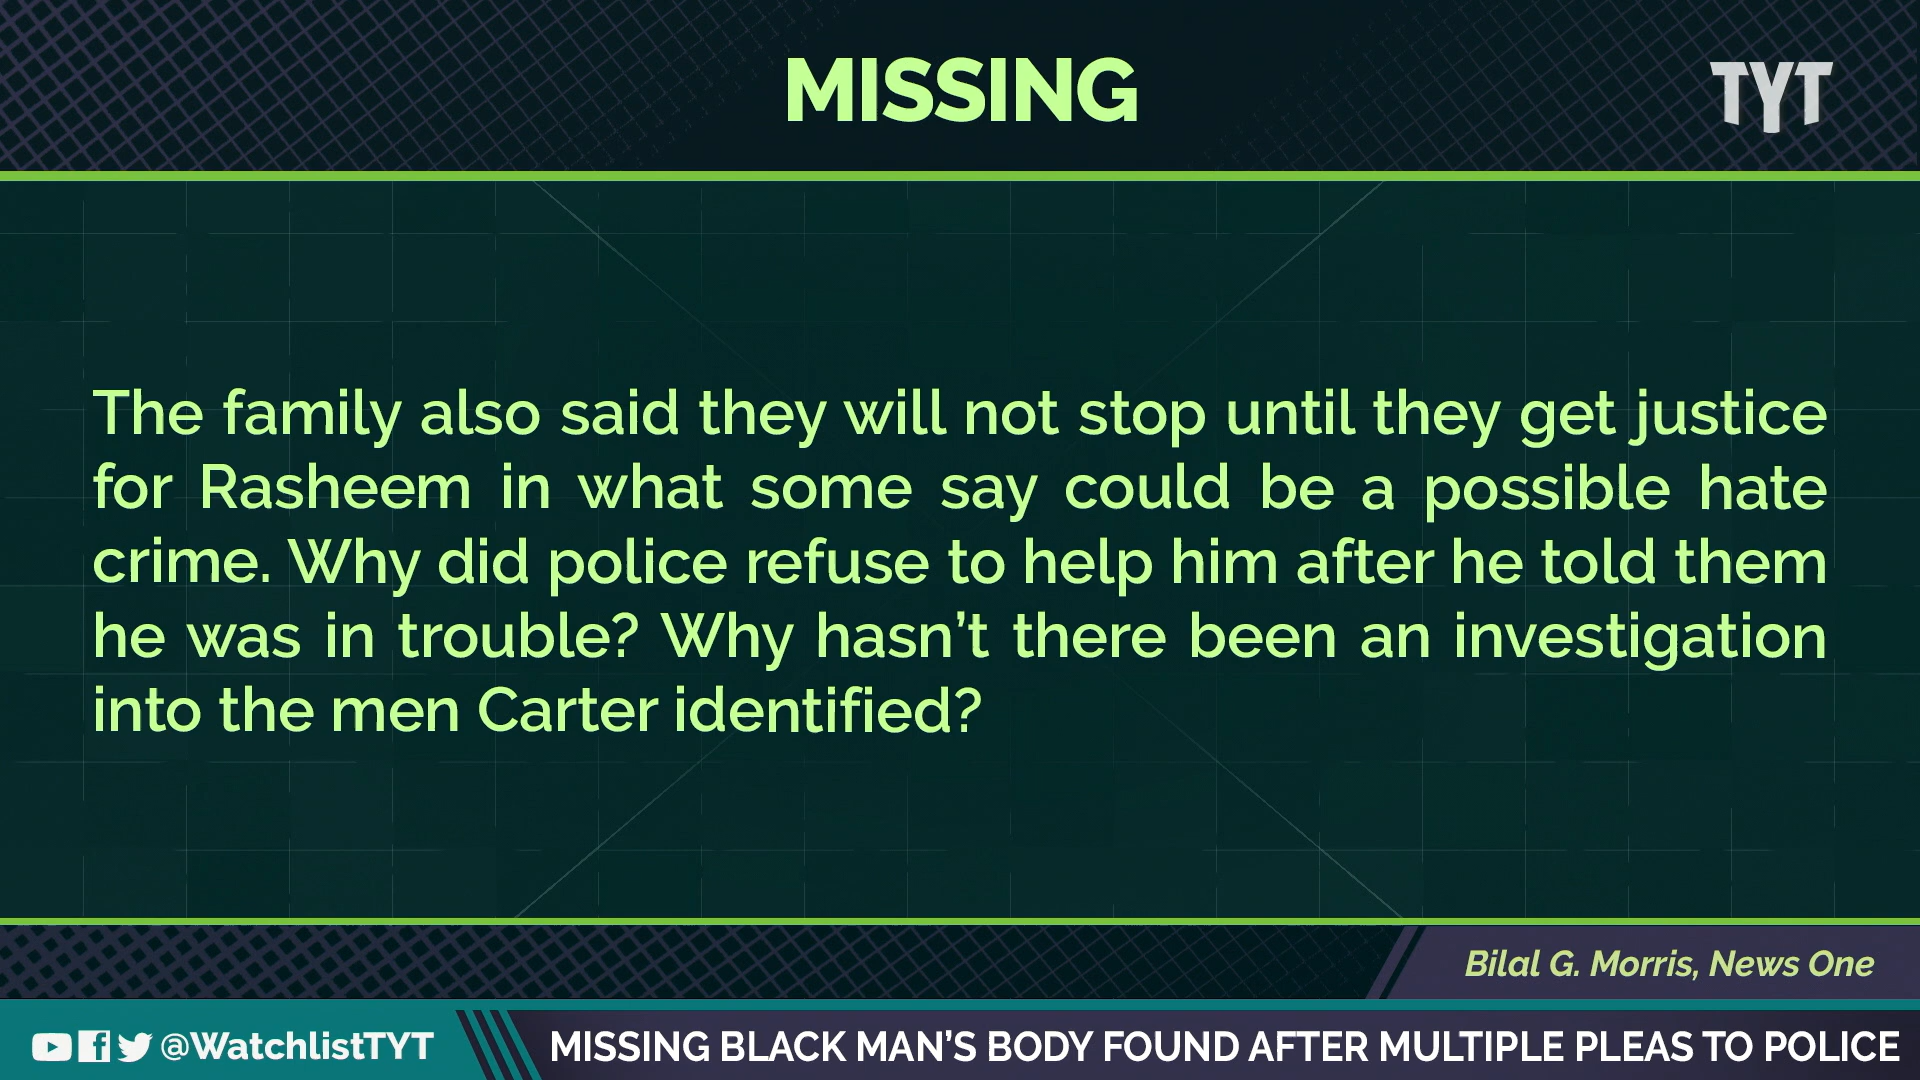 MISSING
TYT
The family also said they will not stop until they get justice
for Rasheem in what some say could be a possible hate
crime. Why did police refuse to help him after he told them
he was in trouble? Why hasn’t there been an investigation
into the men Carter identified?
Bilal G. Morris, News One
@WatchlistTYT
MISSING BLACK MAN’S BODY FOUND AFTER MULTIPLE PLEAS TO POLICE